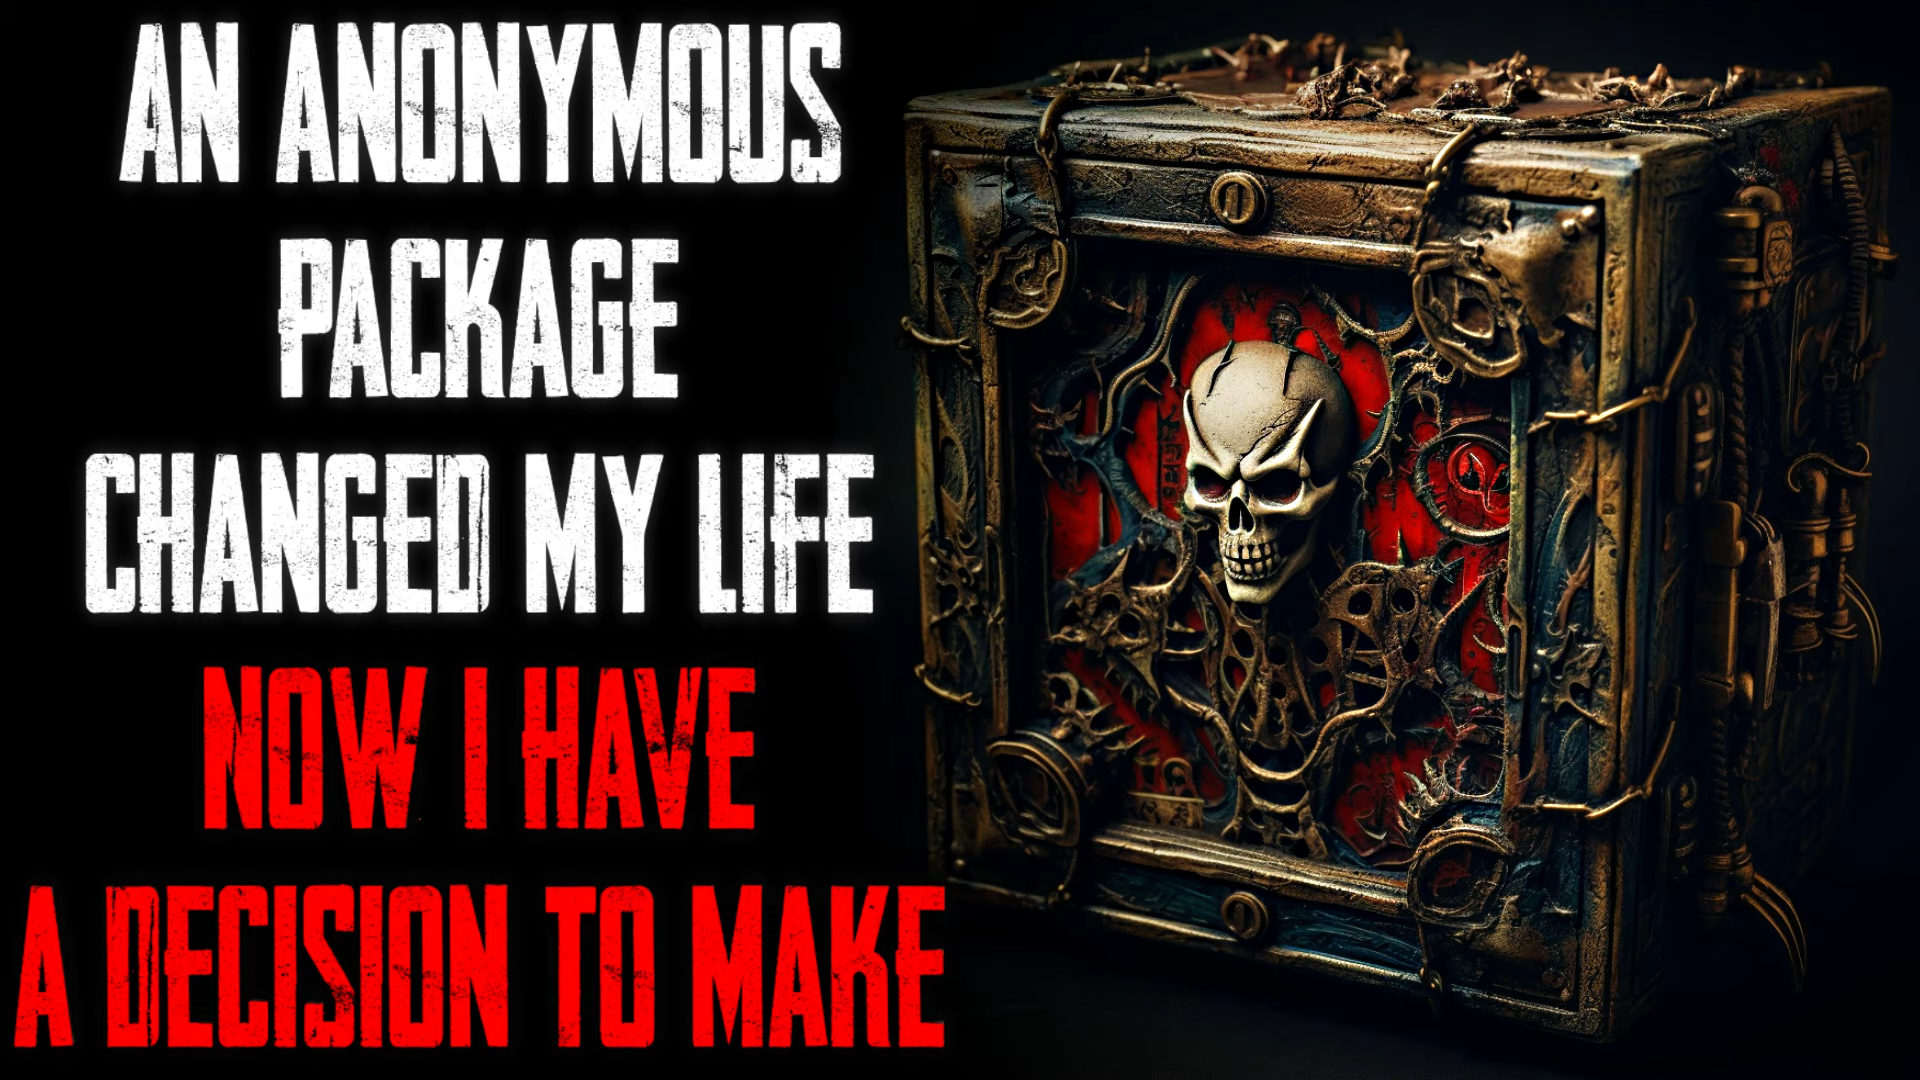 AN ANONYMOUS
PACKAGE
CHANGED MY LIFE
NOW I HAVE
A DECISION TO MAKE